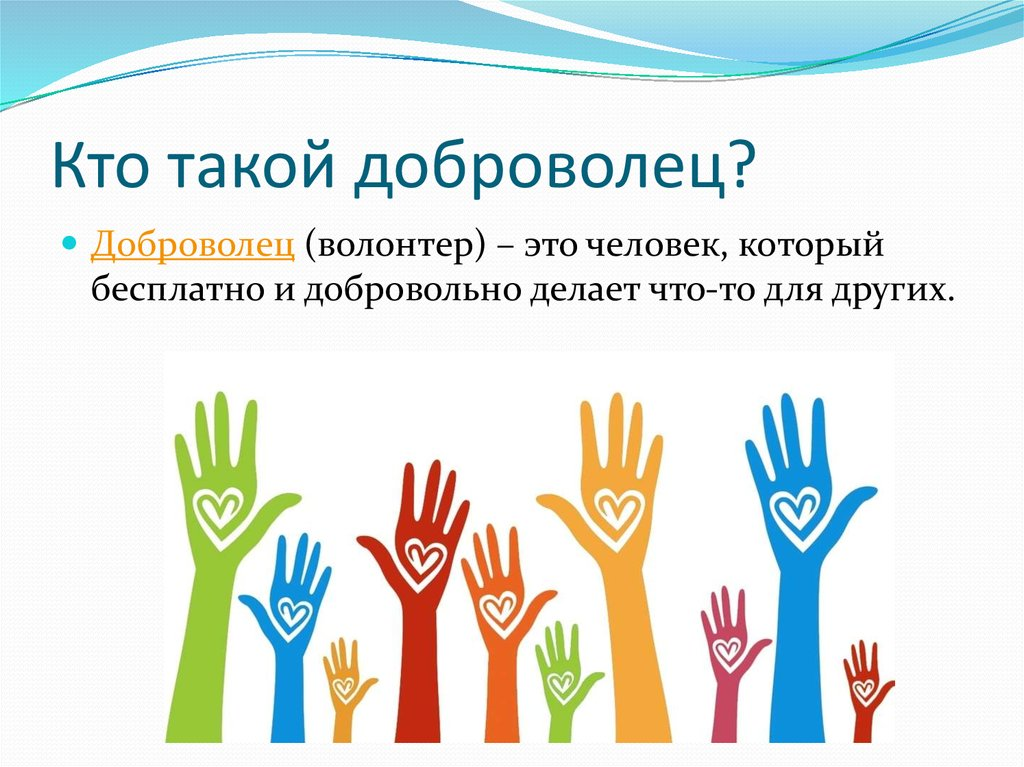 Кто такой доброволец?
Доброволец (волонтер) – это человек, который
бесплатно и добровольно делает что-то для других.